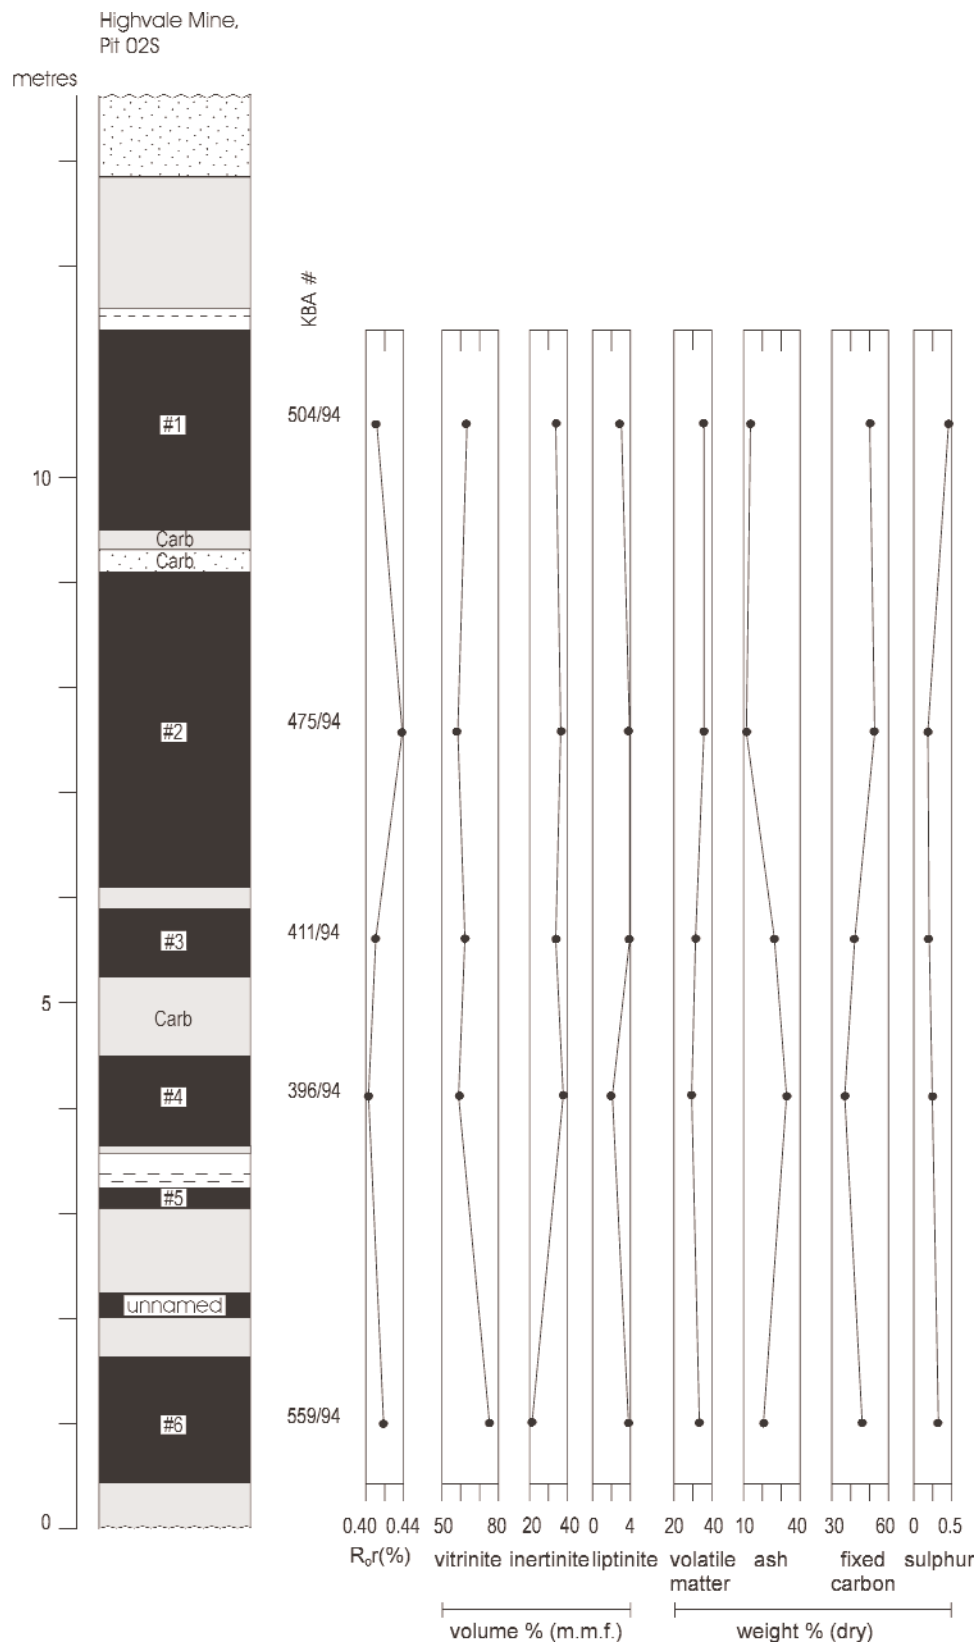 Highvale Mine,
Pit 02S
metres
KBA #
#1
504/94
10
Carb
Carb
#2
475/94
#3
411/94
5
Carb
#4
396/94
#5
unnamed
#6
559/94
0
0.40 0.44 50 80 20 40 0 4 20 40 10 40 30 60 0 0.5
Rₒr(%) vitrinite inertinite liptinite volatile matter ash fixed carbon sulphur
volume % (m.m.f.) weight % (dry)